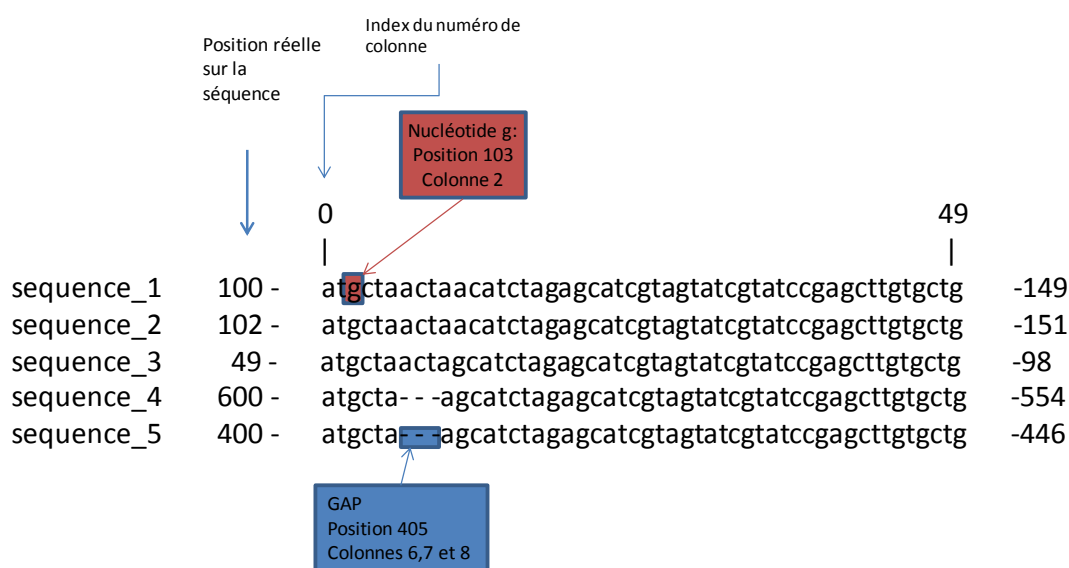 Index du numéro de
colonne
Position réelle
sur la
séquence
Nucléotide g:
Position 103
Colonne 2
0 49
| |
sequence_1 100 - atgctaactaacatctagagcatcgtagtatcgtatccgagcttgtgctg -149
sequence_2 102 - atgctaactaacatctagagcatcgtagtatcgtatccgagcttgtgctg -151
sequence_3 49 - atgctaactagcatctagagcatcgtagtatcgtatccgagcttgtgctg -98
sequence_4 600 - atgcta- - -agcatctagagcatcgtagtatcgtatccgagcttgtgctg -554
sequence_5 400 - atgcta- - -agcatctagagcatcgtagtatcgtatccgagcttgtgctg -446
GAP
Position 405
Colonnes 6,7 et 8